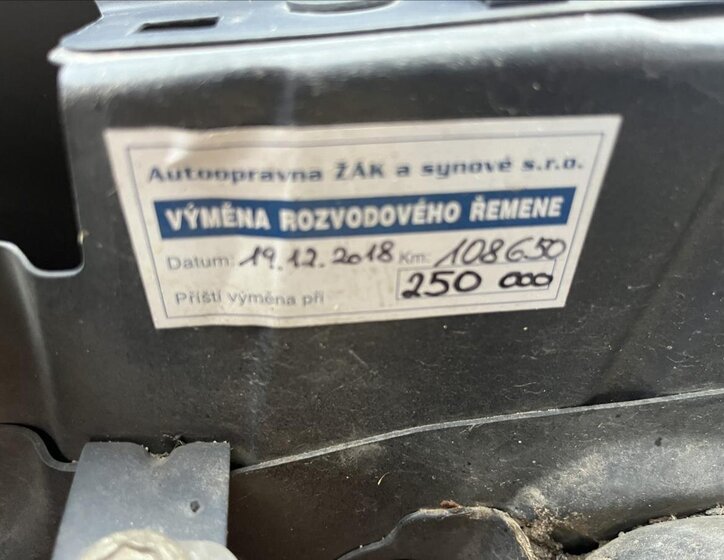 Autoopravna ŽÁK a synové s.r.o.
VÝMĚNA ROZVODOVÉHO ŘEMENE
Datum: 19.12.2018 Km: 108650
Příští výměna při 250 000